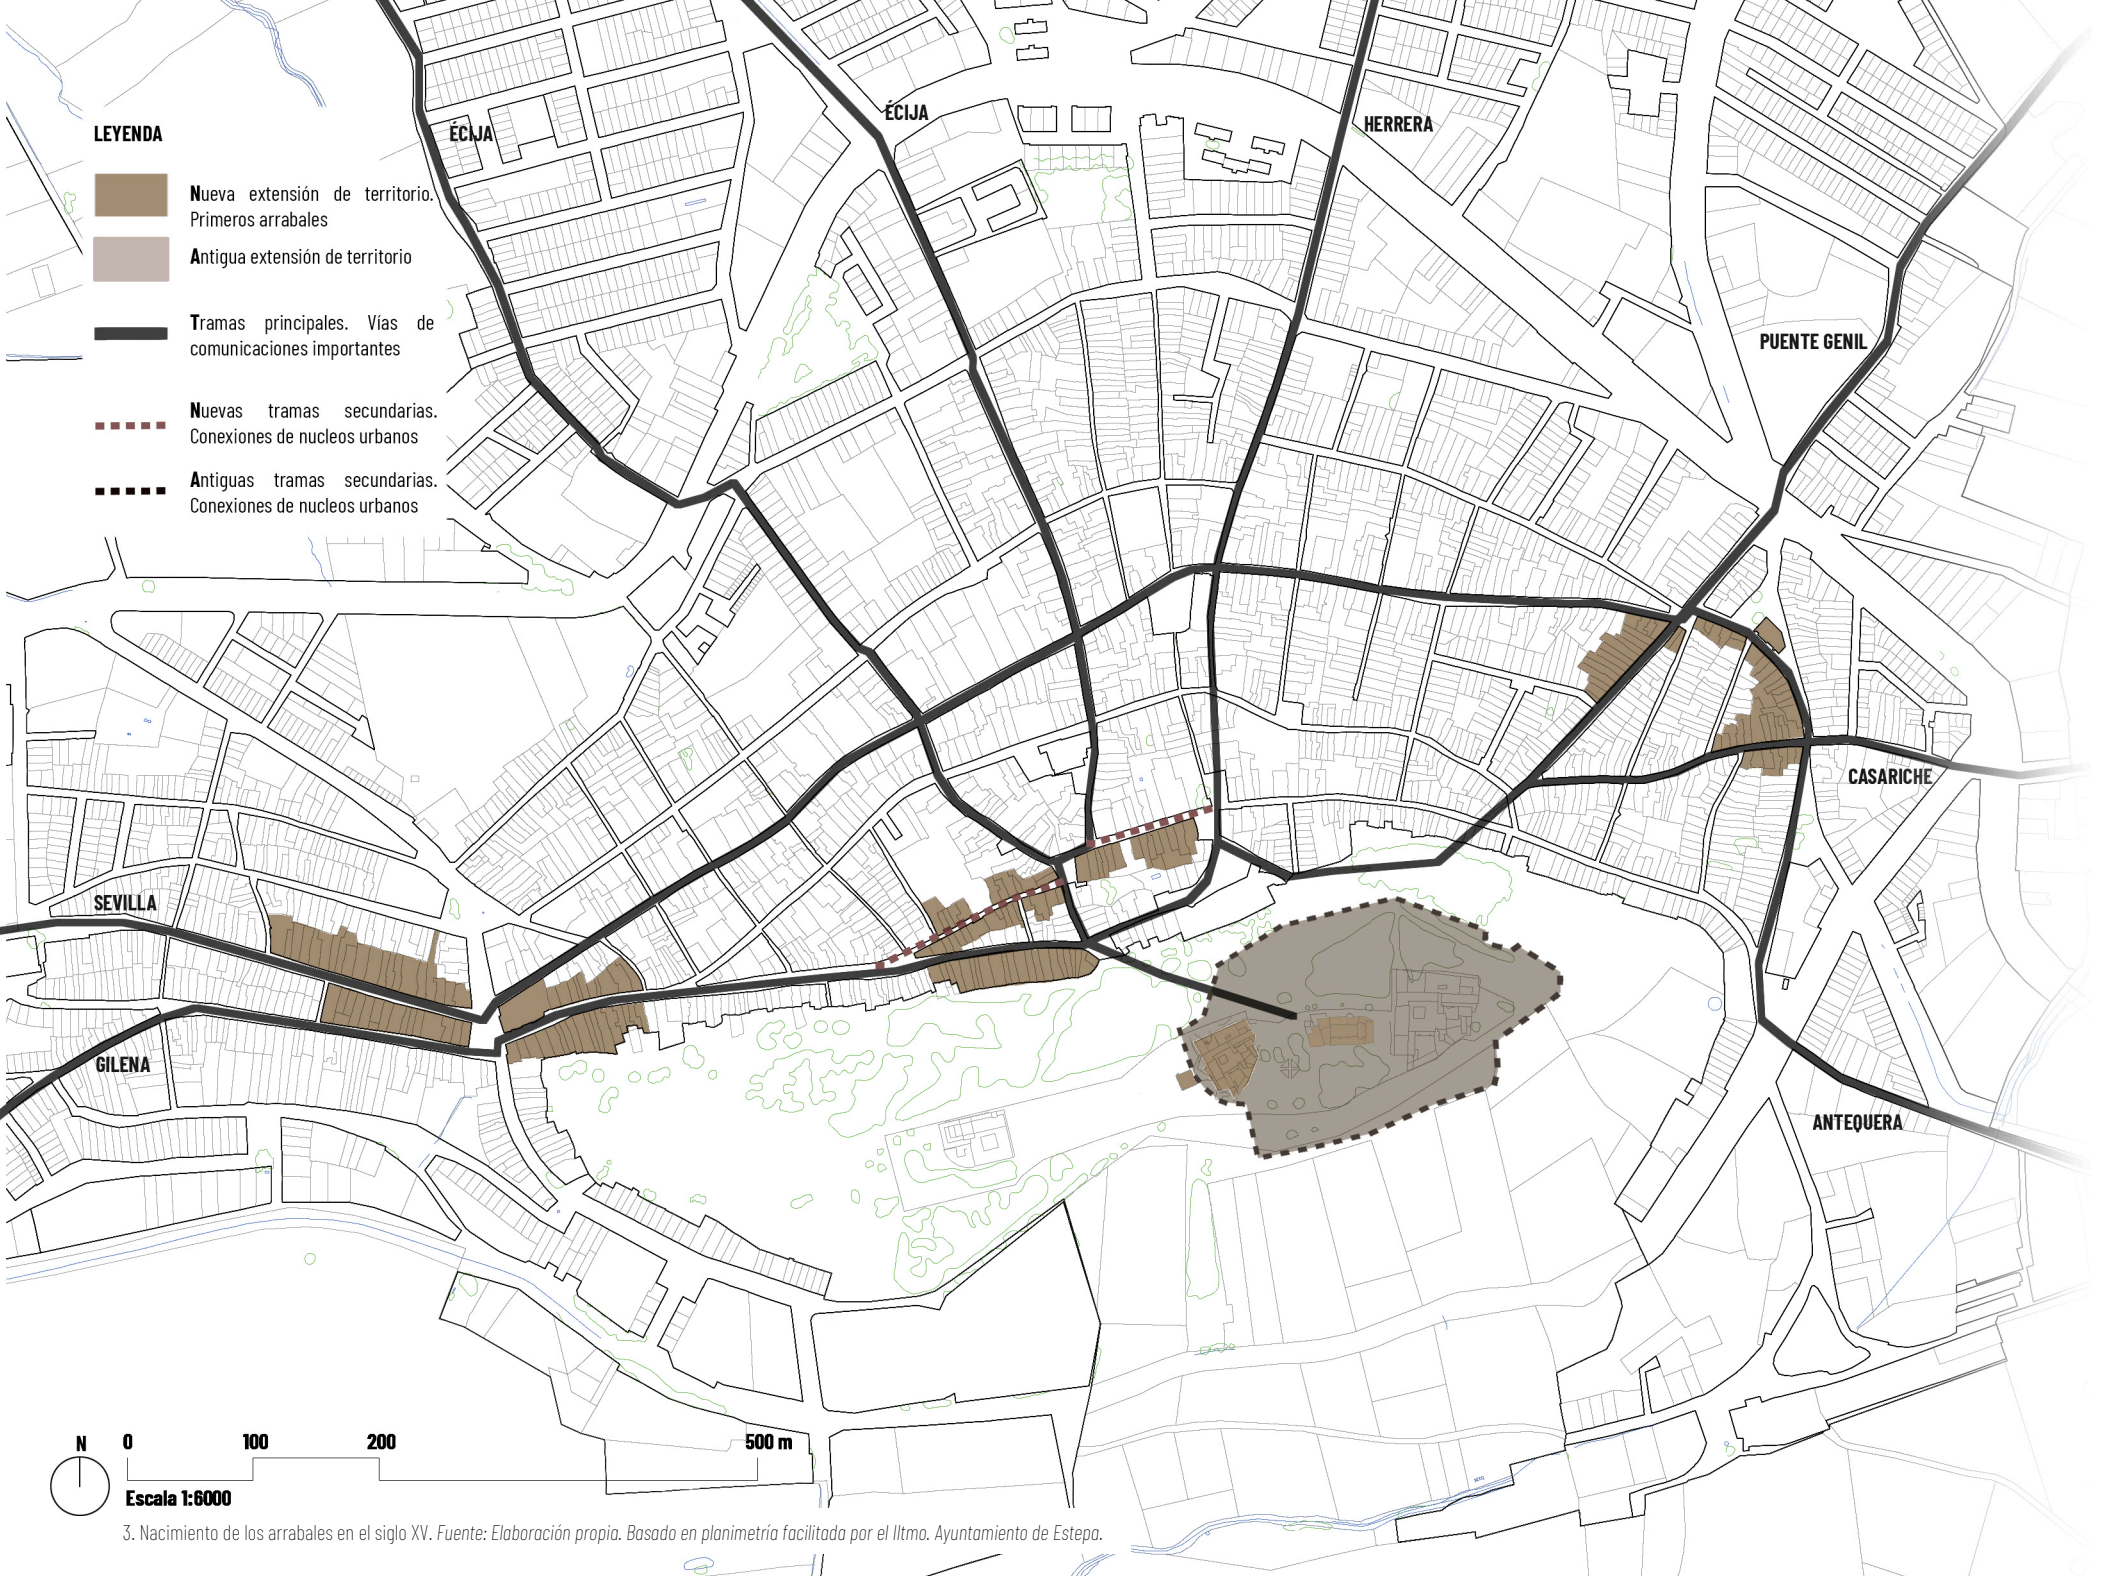 ÉCIJA
HERRERA
LEYENDA
ÉCIJA
Nueva extensión de territorio.
Primeros arrabales
Antigua extensión de territorio
Tramas principales. Vías de
comunicaciones importantes
PUENTE GENIL
Nuevas tramas secundarias.
Conexiones de nucleos urbanos
Antiguas tramas secundarias.
Conexiones de nucleos urbanos
CASARICHE
SEVILLA
GILENA
ANTEQUERA
N 0 100 200 500 m
Escala 1:6000
3. Nacimiento de los arrabales en el siglo XV. Fuente: Elaboración propia. Basado en planimetría facilitada por el Iltmo. Ayuntamiento de Estepa.